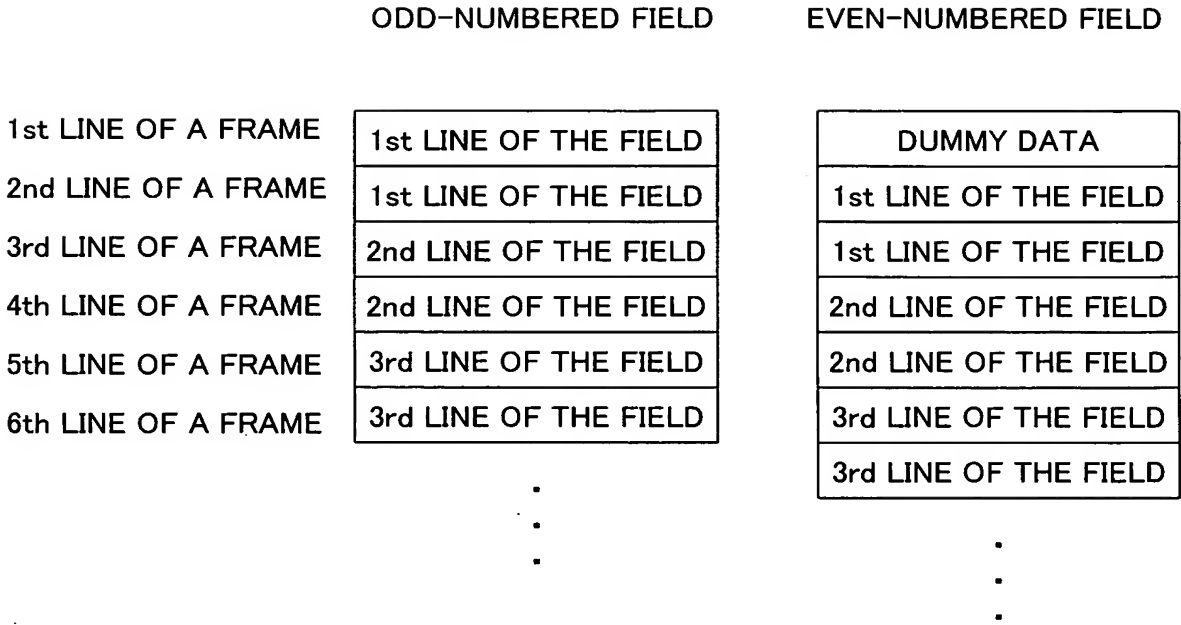 ODD-NUMBERED FIELD EVEN-NUMBERED FIELD
1st LINE OF A FRAME 1st LINE OF THE FIELD DUMMY DATA
2nd LINE OF A FRAME 1st LINE OF THE FIELD 1st LINE OF THE FIELD
3rd LINE OF A FRAME 2nd LINE OF THE FIELD 1st LINE OF THE FIELD
4th LINE OF A FRAME 2nd LINE OF THE FIELD 2nd LINE OF THE FIELD
5th LINE OF A FRAME 3rd LINE OF THE FIELD 2nd LINE OF THE FIELD
6th LINE OF A FRAME 3rd LINE OF THE FIELD 3rd LINE OF THE FIELD
3rd LINE OF THE FIELD